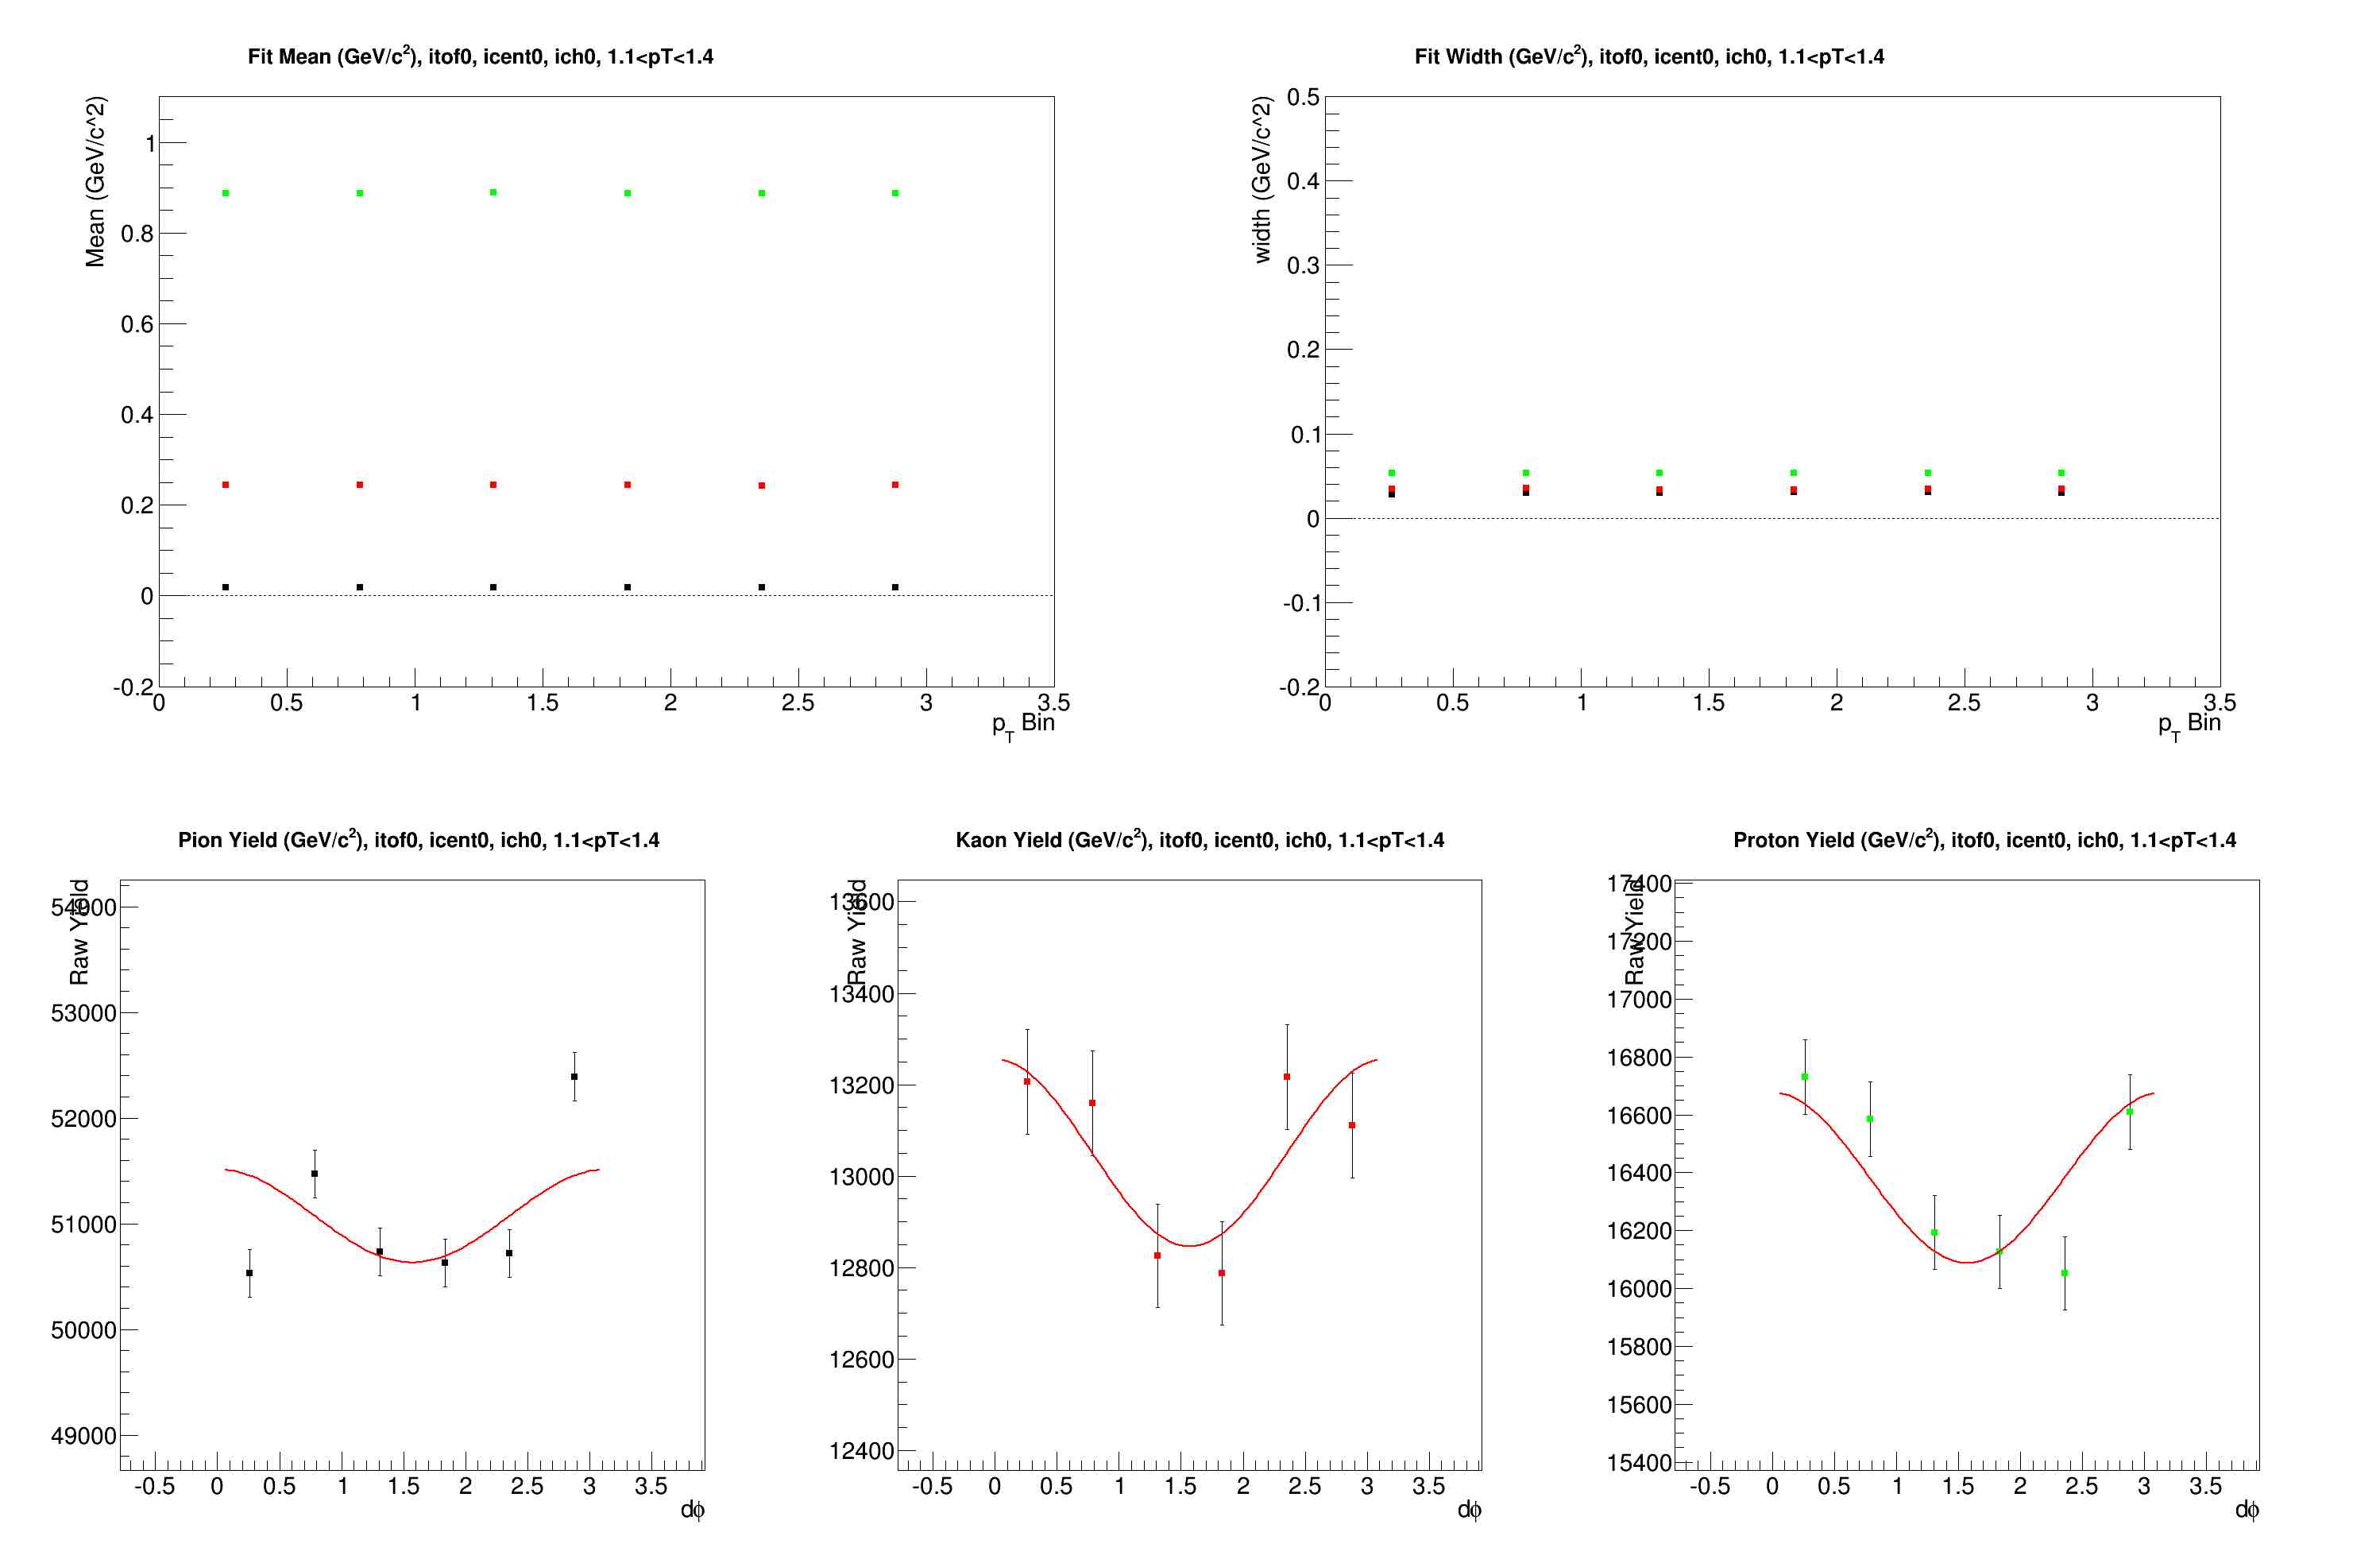 Fit Mean (GeV/c²), itof0, icent0, ich0, 1.1<pT<1.4
Mean (GeV/c^2)
1
0.8
0.6
0.4
0.2
0
-0.2
0 0.5 1 1.5 2 2.5 3 3.5
p_T Bin
Fit Width (GeV/c²), itof0, icent0, ich0, 1.1<pT<1.4
width (GeV/c^2)
0.5
0.4
0.3
0.2
0.1
0
-0.1
-0.2
0 0.5 1 1.5 2 2.5 3 3.5
p_T Bin
Pion Yield (GeV/c²), itof0, icent0, ich0, 1.1<pT<1.4
Raw Yield
54000
53000
52000
51000
50000
49000
-0.5 0 0.5 1 1.5 2 2.5 3 3.5
dϕ
Kaon Yield (GeV/c²), itof0, icent0, ich0, 1.1<pT<1.4
Raw Yield
13600
13400
13200
13000
12800
12600
12400
-0.5 0 0.5 1 1.5 2 2.5 3 3.5
dϕ
Proton Yield (GeV/c²), itof0, icent0, ich0, 1.1<pT<1.4
Raw Yield
17400
17200
17000
16800
16600
16400
16200
16000
15800
15600
15400
-0.5 0 0.5 1 1.5 2 2.5 3 3.5
dϕ